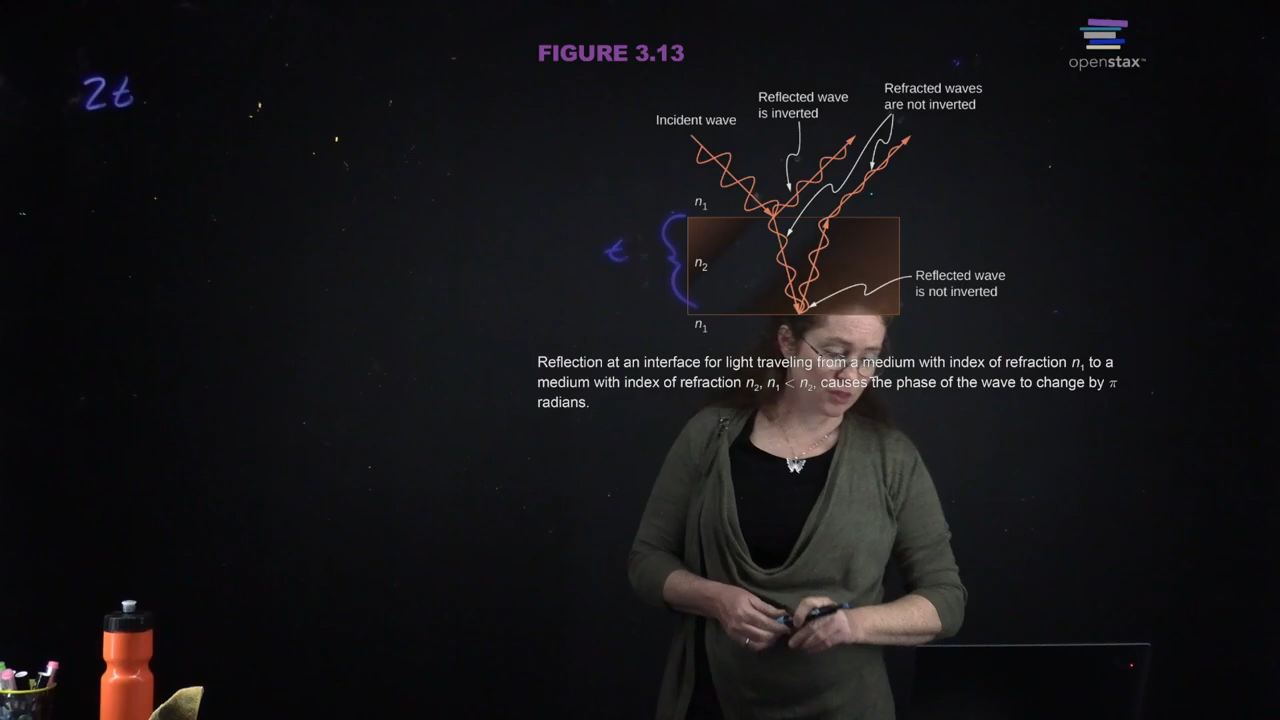 FIGURE 3.13
openstax™
2t
Reflected wave
is inverted
Refracted waves
are not inverted
Incident wave
n1
t
n2
Reflected wave
is not inverted
n1
Reflection at an interface for light traveling from a medium with index of refraction n1 to a
medium with index of refraction n2, n1 < n2, causes the phase of the wave to change by π
radians.